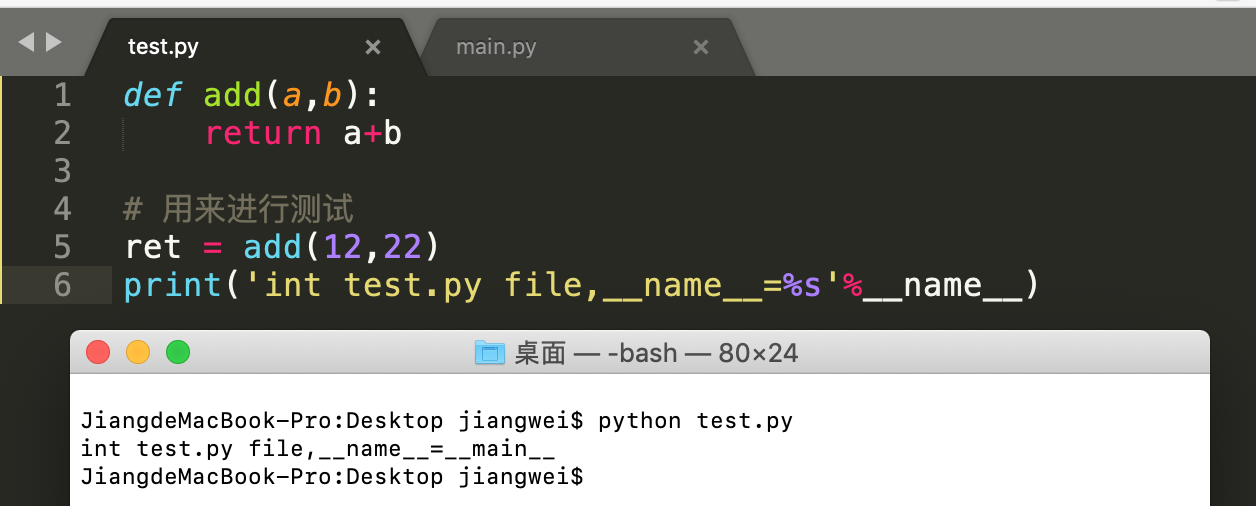 test.py × main.py ×
1 def add(a,b):
2 return a+b
3
4 # 用来进行测试
5 ret = add(12,22)
6 print('int test.py file,__name__=%s'%__name__)
桌面 — -bash — 80×24
JiangdeMacBook-Pro:Desktop jiangwei$ python test.py
int test.py file,__name__=__main__
JiangdeMacBook-Pro:Desktop jiangwei$